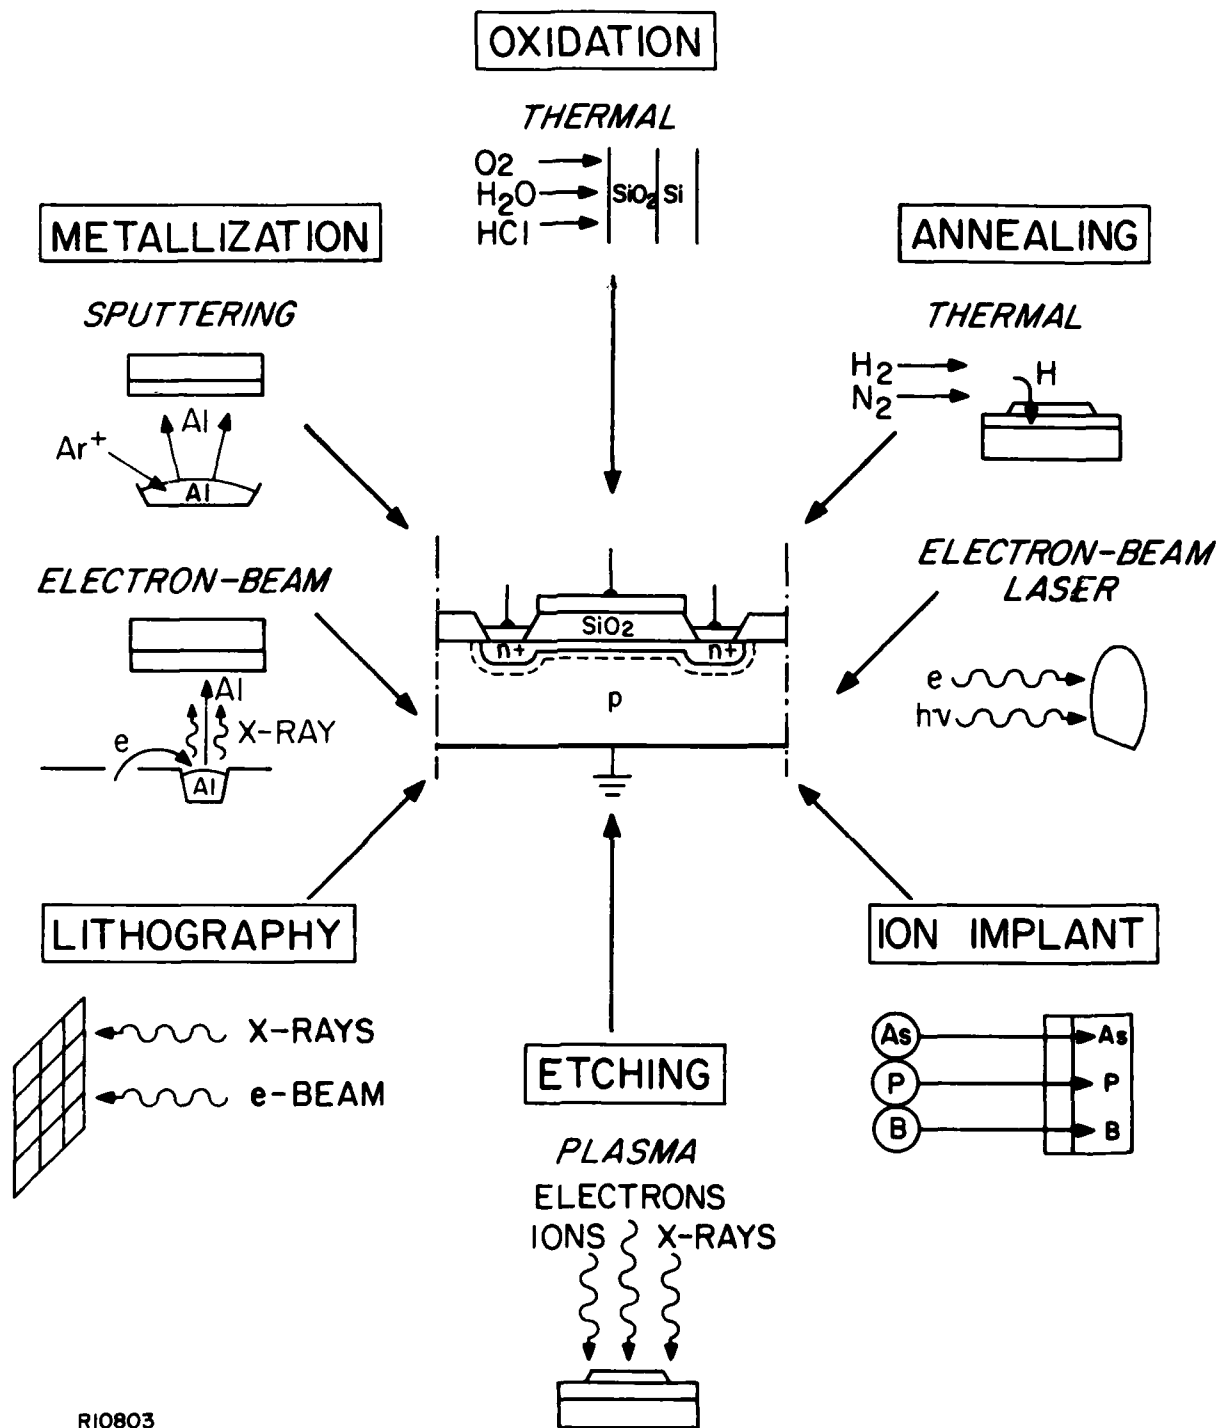 OXIDATION
THERMAL
O2
H2O
HCl
SiO2 Si
METALLIZATION
SPUTTERING
Al
Ar+
Al
ELECTRON-BEAM
Al
X-RAY
e
Al
ANNEALING
THERMAL
H2
N2
H
ELECTRON-BEAM
LASER
e
hν
SiO2
n+ n+
p
LITHOGRAPHY
X-RAYS
e-BEAM
ETCHING
PLASMA
ELECTRONS
IONS X-RAYS
ION IMPLANT
As As
P P
B B
R10803